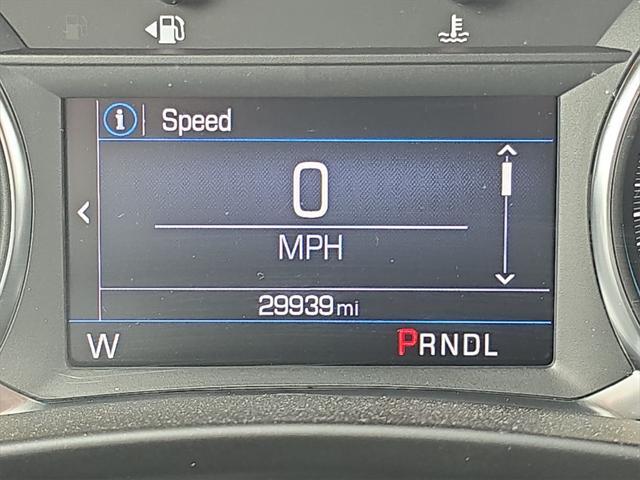 i Speed
0
MPH
29939 mi
W PRNDL